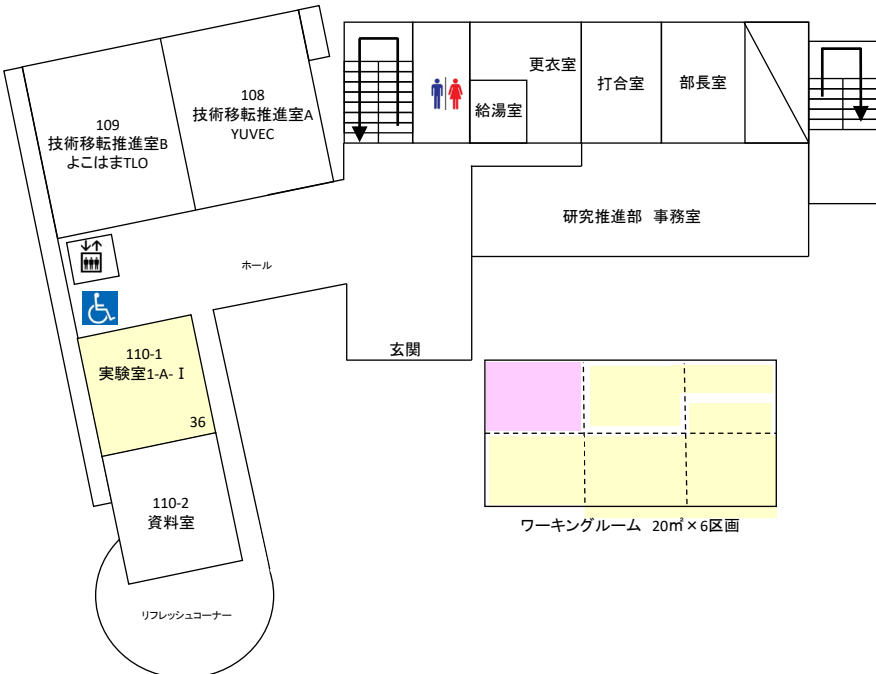 108
技術移転推進室A
YUVEC
109
技術移転推進室B
よこはまTLO
更衣室
給湯室
打合室
部長室
研究推進部 事務室
ホール
玄関
110-1
実験室1-A-Ⅰ
36
110-2
資料室
リフレッシュコーナー
ワーキングルーム 20㎡×6区画